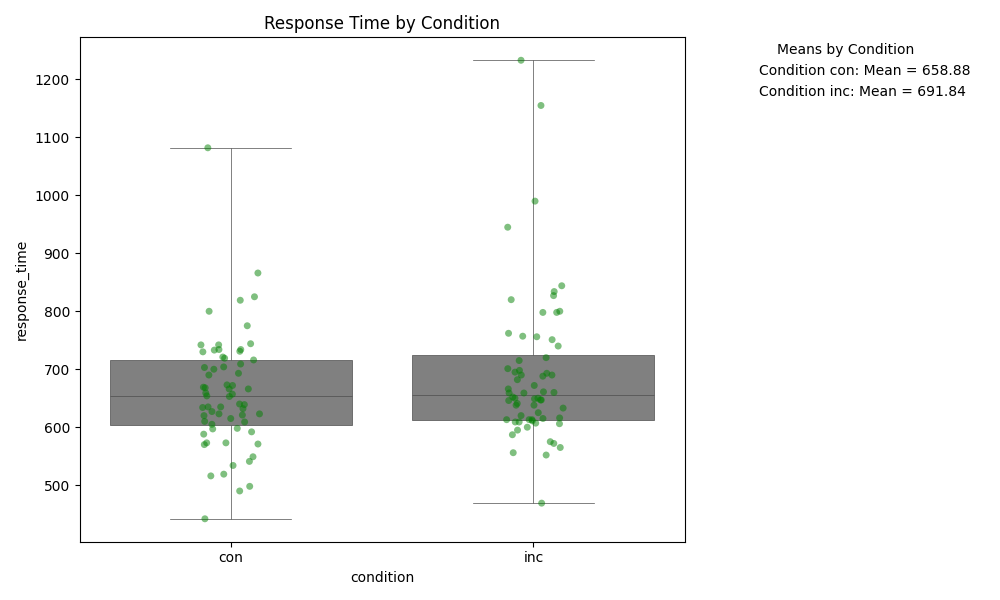 Response Time by Condition
Means by Condition
Condition con: Mean = 658.88
Condition inc: Mean = 691.84
response_time
1200
1100
1000
900
800
700
600
500
con
inc
condition